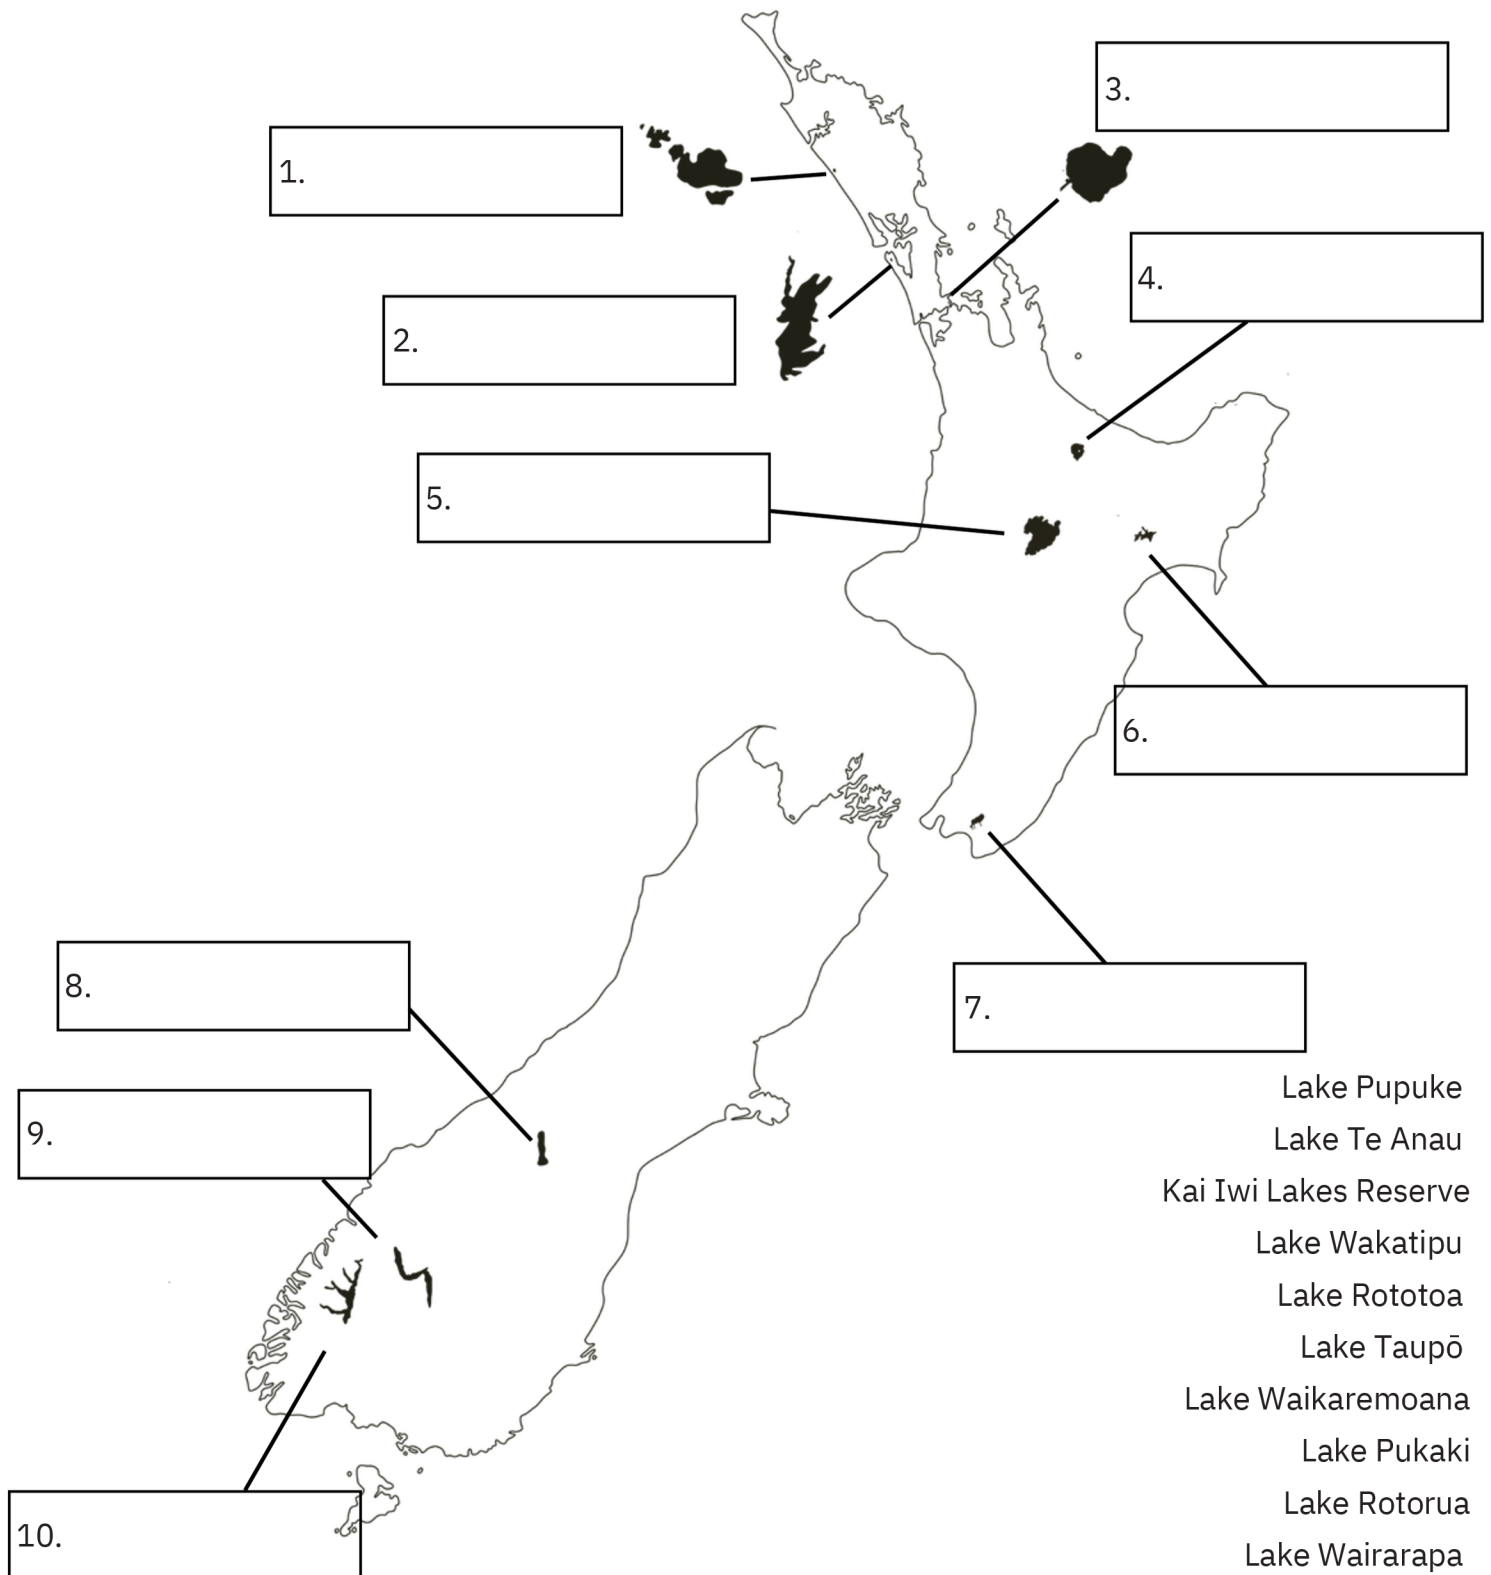 3.
1.
4.
2.
5.
6.
8.
7.
9.
10.
Lake Pupuke
Lake Te Anau
Kai Iwi Lakes Reserve
Lake Wakatipu
Lake Rototoa
Lake Taupō
Lake Waikaremoana
Lake Pukaki
Lake Rotorua
Lake Wairarapa